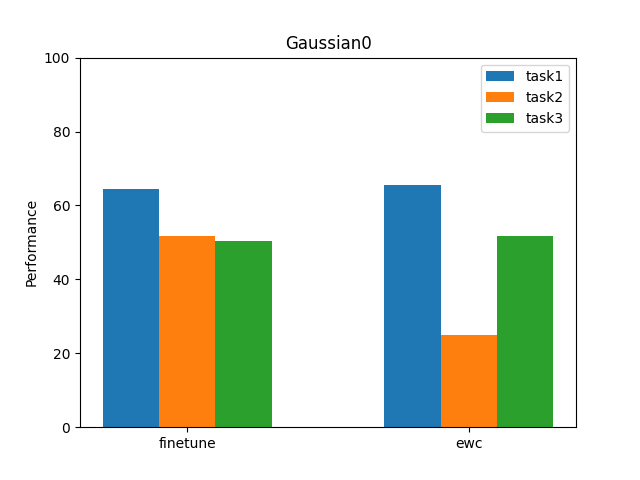 Gaussian0
100
80
60
40
20
0
Performance
task1
task2
task3
finetune
ewc